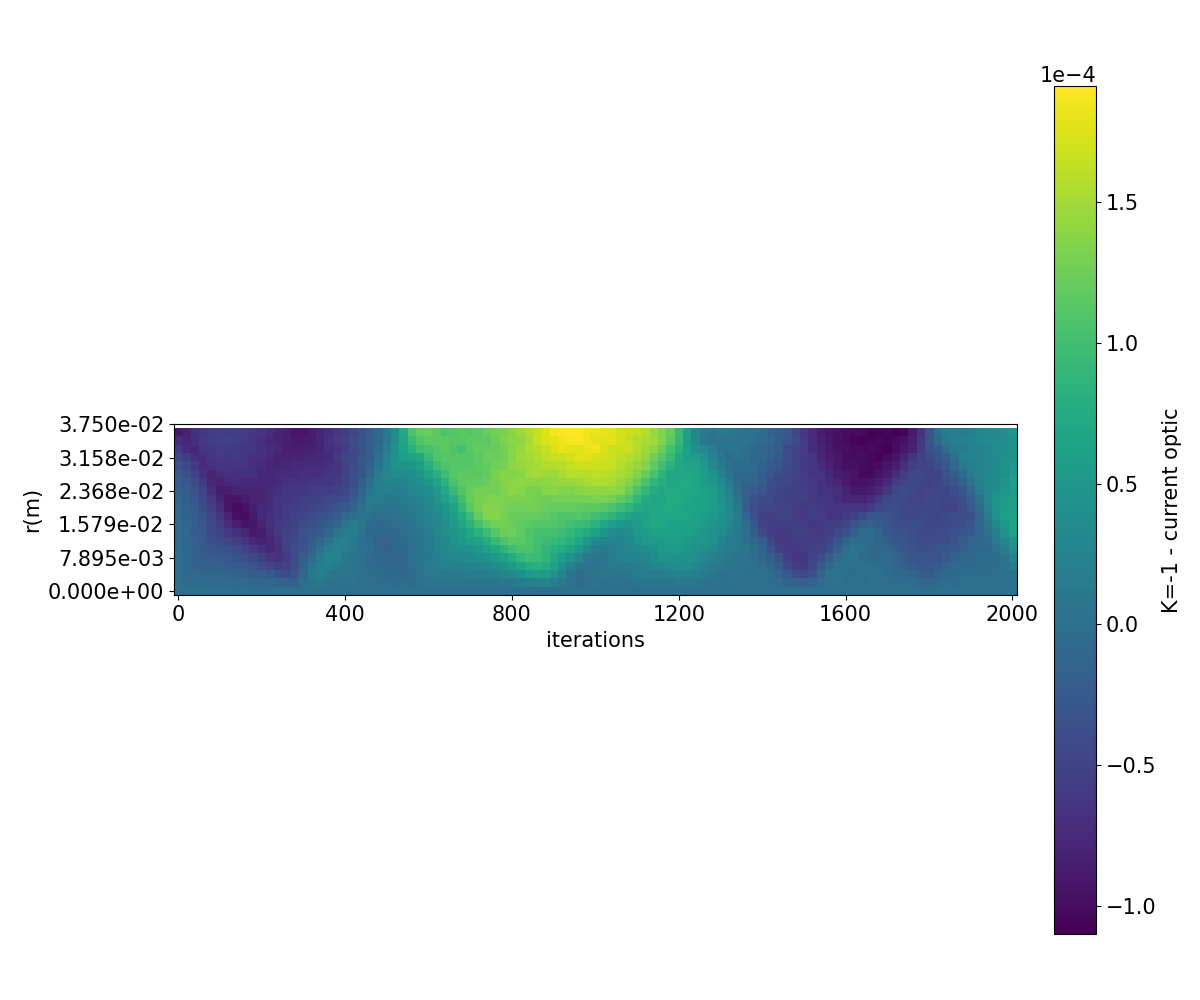 1e−4
1.5
1.0
0.5
0.0
−0.5
−1.0
K=-1 - current optic
3.750e-02
3.158e-02
2.368e-02
1.579e-02
7.895e-03
0.000e+00
r(m)
0 400 800 1200 1600 2000
iterations